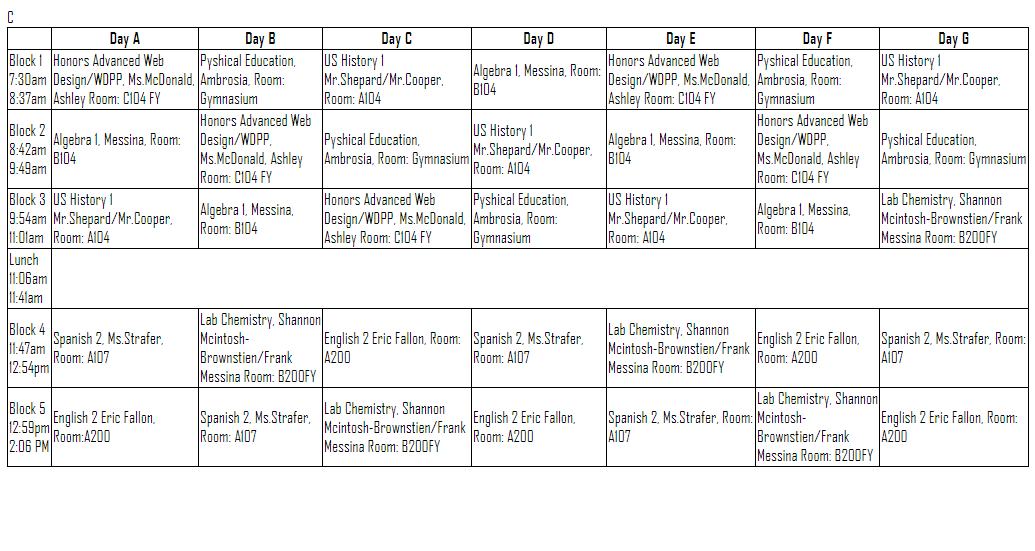 C
Day A
Day B
Day C
Day D
Day E
Day F
Day G
Block 1
7:30am
8:37am
Honors Advanced Web
Design/WDPP, Ms.McDonald,
Ashley Room: C104 FY
Pyshical Education,
Ambrosia, Room:
Gymnasium
US History 1
Mr.Shepard/Mr.Cooper,
Room: A104
Algebra 1, Messina, Room:
B104
Honors Advanced Web
Design/WDPP, Ms.McDonald,
Ashley Room: C104 FY
Pyshical Education,
Ambrosia, Room:
Gymnasium
US History 1
Mr.Shepard/Mr.Cooper,
Room: A104
Block 2
8:42am
9:49am
Algebra 1, Messina, Room:
B104
Honors Advanced Web
Design/WDPP,
Ms.McDonald, Ashley
Room: C104 FY
Pyshical Education,
Ambrosia, Room: Gymnasium
US History 1
Mr.Shepard/Mr.Cooper,
Room: A104
Algebra 1, Messina, Room:
B104
Honors Advanced Web
Design/WDPP,
Ms.McDonald, Ashley
Room: C104 FY
Pyshical Education,
Ambrosia, Room: Gymnasium
Block 3
9:54am
11:01am
US History 1
Mr.Shepard/Mr.Cooper,
Room: A104
Algebra 1, Messina,
Room: B104
Honors Advanced Web
Design/WDPP, Ms.McDonald,
Ashley Room: C104 FY
Pyshical Education,
Ambrosia, Room:
Gymnasium
US History 1
Mr.Shepard/Mr.Cooper,
Room: A104
Algebra 1, Messina,
Room: B104
Lab Chemistry, Shannon
Mcintosh-Brownstien/Frank
Messina Room: B200FY
Lunch
11:06am
11:41am
Block 4
11:47am
12:54pm
Spanish 2, Ms.Strafer,
Room: A107
Lab Chemistry, Shannon
Mcintosh-
Brownstien/Frank
Messina Room: B200FY
English 2 Eric Fallon, Room:
A200
Spanish 2, Ms.Strafer,
Room: A107
Lab Chemistry, Shannon
Mcintosh-Brownstien/Frank
Messina Room: B200FY
English 2 Eric Fallon,
Room: A200
Spanish 2, Ms.Strafer, Room:
A107
Block 5
12:59pm
2:06 PM
English 2 Eric Fallon,
Room:A200
Spanish 2, Ms.Strafer,
Room: A107
Lab Chemistry, Shannon
Mcintosh-Brownstien/Frank
Messina Room: B200FY
English 2 Eric Fallon,
Room: A200
Spanish 2, Ms.Strafer, Room:
A107
Lab Chemistry, Shannon
Mcintosh-
Brownstien/Frank
Messina Room: B200FY
English 2 Eric Fallon, Room:
A200